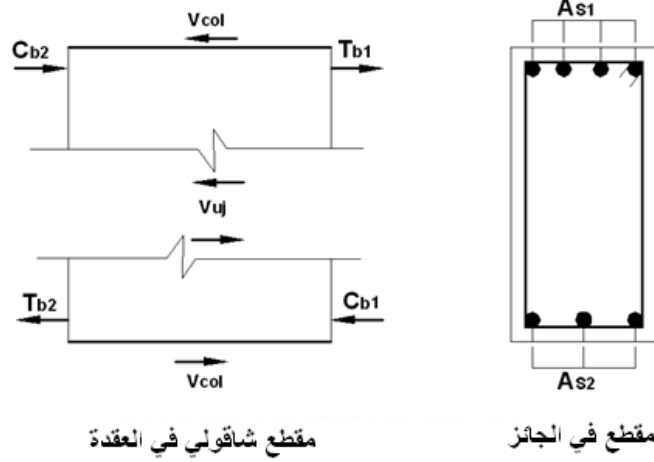 Vcol
Cb2
Tb1
Vuj
Tb2
Cb1
Vcol
As1
As2
مقطع شاقولي في العقدة
مقطع في الجائز